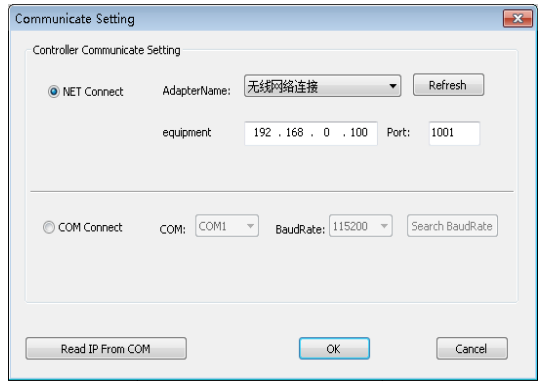 Communicate Setting
Controller Communicate Setting
NET Connect AdapterName: 无线网络连接 Refresh
equipment 192 . 168 . 0 . 100 Port: 1001
COM Connect COM: COM1 BaudRate: 115200 Search BaudRate
Read IP From COM OK Cancel